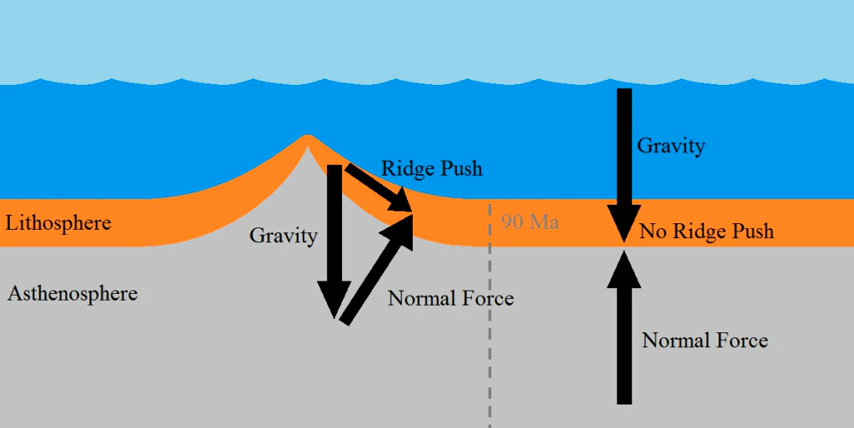 Gravity
Ridge Push
Lithosphere
90 Ma
No Ridge Push
Gravity
Asthenosphere
Normal Force
Normal Force